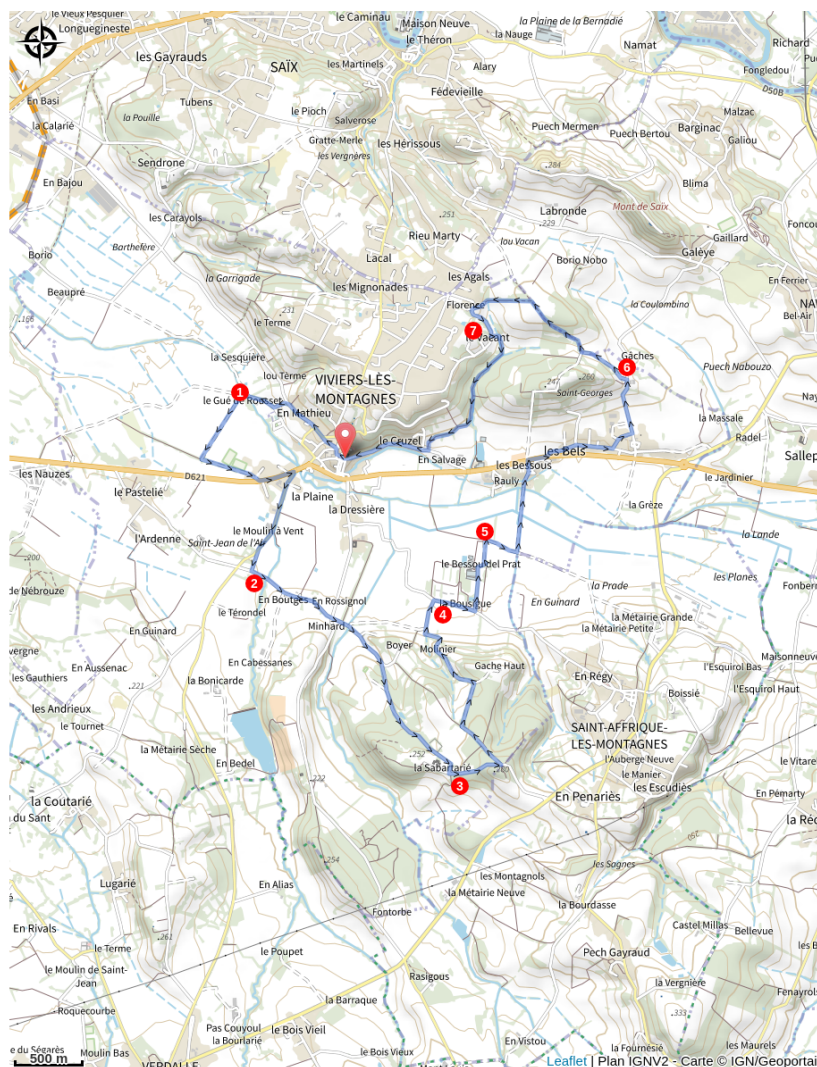 le Vieux Pesquier
Longuegineste
le Caminau
Maison Neuve
le Théron
la Nauge
la Plaine de la Bernadié
Richard
Namat
Fongledou
D50B
les Gayrauds
SAÏX
les Martinels
Alary
En Basi
Tubens
la Pouille
le Pioch
Fédevieille
la Calarié
Salverose
Gratte-Merle
les Vergnères
les Hérissous
Puech Mermen
Puech Bertou
Barginac
Malzac
Galiou
Sendrone
.284
En Bajou
Blima
les Carayols
.251
Labronde
.229
Mont de Saïx
Rieu Marty
lou Vacan
Gaillard
Galéye
Borio
Barthefère
la Garrigade
Lacal
Borio Nobo
les Agals
En Ferrier
Beaupré
les Mignonades
Florence
la Coulombino
Bel-Air
.166
.231
le Terme
7
le Vacant
la Sesquière
Gâches
6
Puech Nabouzo
lou Tèrme
VIVIERS-LÈS-
MONTAGNES
.247
.260
Saint-Georges
1
le Gué de Rousset
En Mathieu
la Massale
le Cruzel
En Salvage
les Bels
Radel
les Bessous
les Nauzes
D621
Rauly
le Jardinier
le Pastelié
la Plaine
la Dressière
la Grèze
l'Ardenne
le Moulin à Vent
5
la Lande
.200
le Bessou del Prat
les Planes
de Nébrouze
2
En Boutges
En Rossignol
la Prade
le Térondel
la Bousigue
En Guinard
4
la Métairie Grande
la Métairie Petite
En Guinard
Minhard
Boyer
Molinier
En Cabessanes
Gache Haut
Maisonneuve
l'Esquirol Bas
En Aussenac
les Gauthiers
.221
la Bonicarde
En Régy
Boissié
l'Esquirol Haut
les Andrieux
le Tournet
SAINT-AFFRIQUE-
LES-MONTAGNES
la Métairie Sèche
En Bedel
.252
la Sabartarié
.260
l'Auberge Neuve
.222
3
le Manier
les Escudiès
la Coutarié
En Penariès
En Pémarty
du Sant
250
.254
les Sagnes
Lugarié
En Alias
les Montagnols
la Métairie Neuve
Fontorbe
la Bourdasse
En Rivals
.261
Castel Millas
Bellevue
le Terme
le Poupet
Pech Gayraud
le Moulin de Saint-
Jean
Rasigous
la Vergnière
la Barraque
.333
Roquecourbe
Pas Couyoul
la Bourlarié
le Bois Vieil
En Vistou
e du Ségarès
Moulin Bas
le Bois Vieux
la Fournésié
les Maurels
500 m
VERDALLE
Leaflet | Plan IGNV2 - Carte © IGN/Geoportai